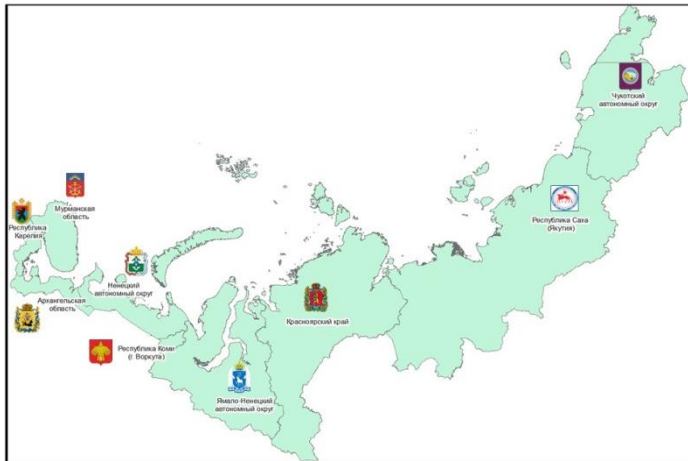 Чукотский
автономный округ
Республика Саха
(Якутия)
Мурманская
область
Республика
Карелия
Ненецкий
автономный округ
Архангельская
область
Красноярский край
Республика Коми
(г. Воркута)
Ямало-Ненецкий
автономный округ